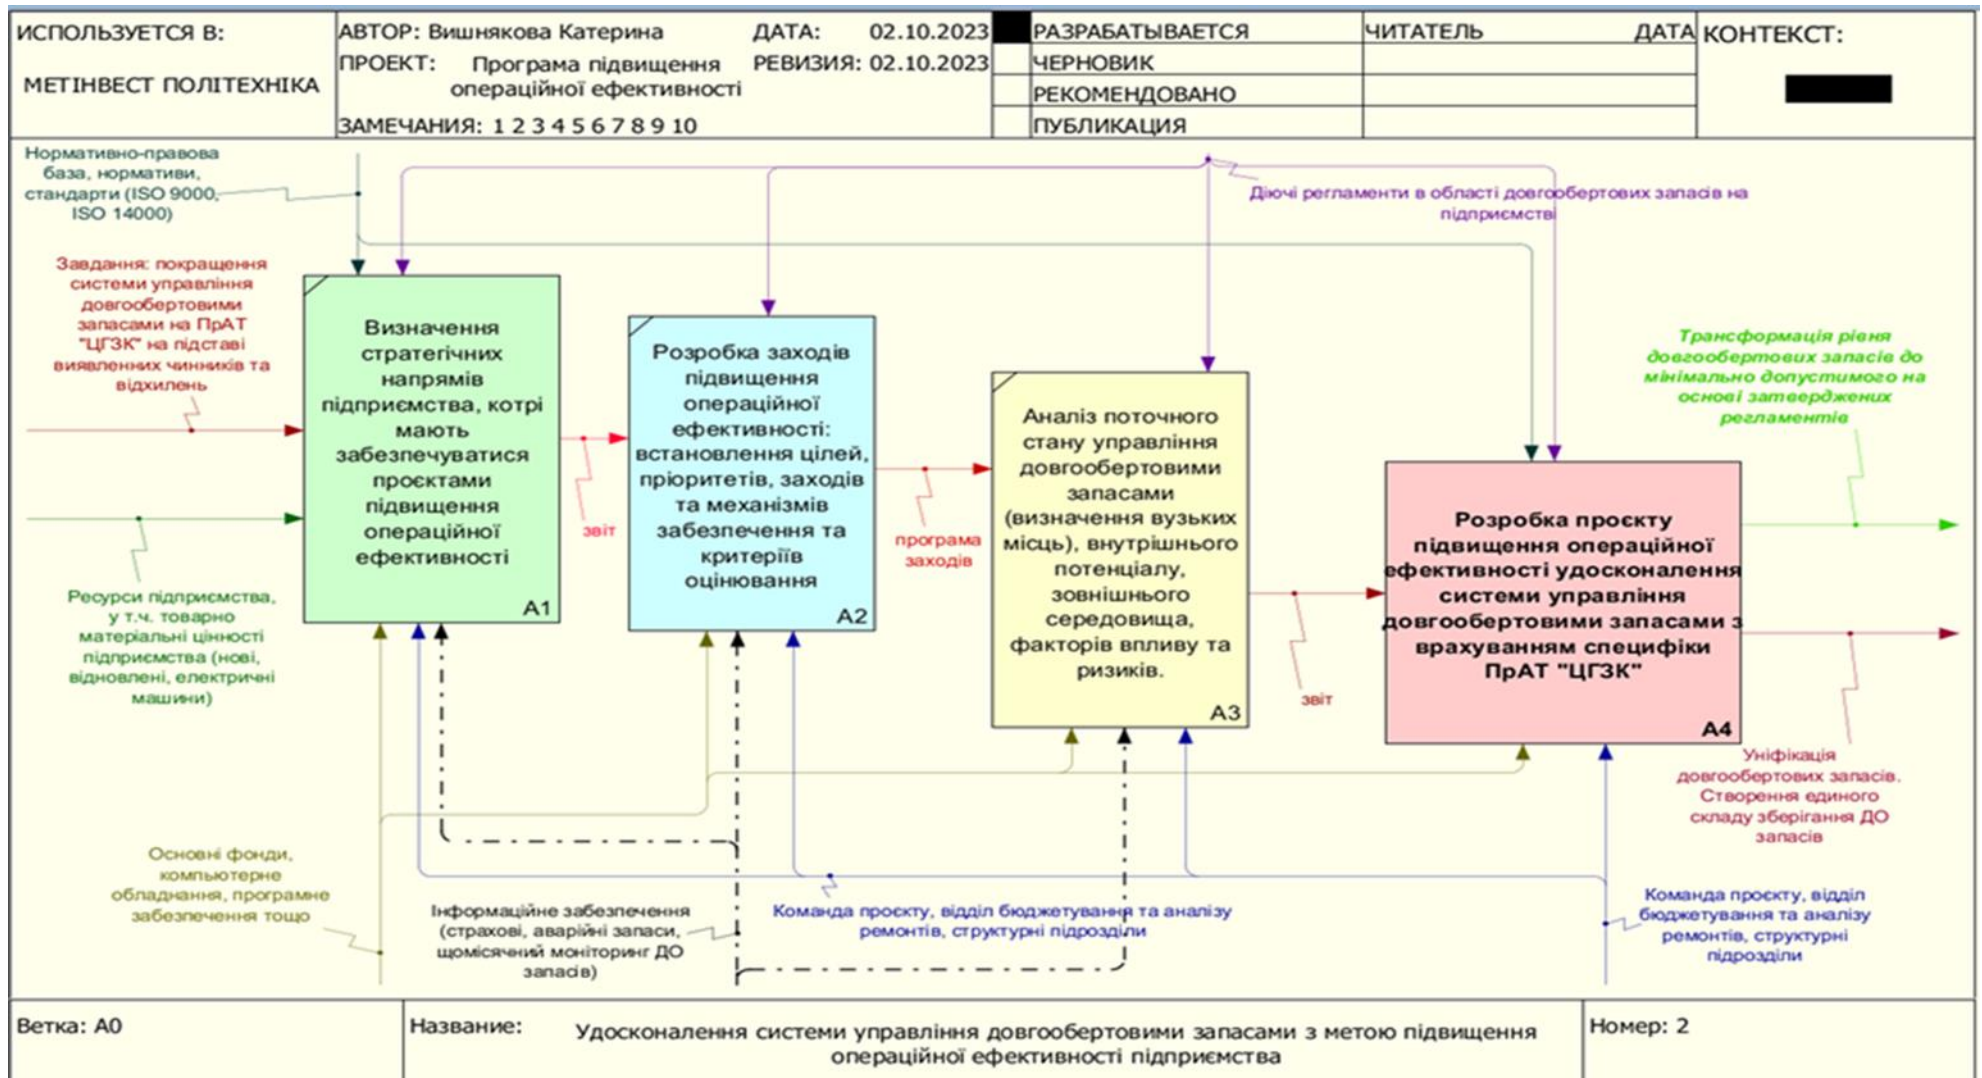 ИСПОЛЬЗУЕТСЯ В:
МЕТІНВЕСТ ПОЛІТЕХНІКА
АВТОР: Вишнякова Катерина
ДАТА: 02.10.2023
ПРОЕКТ: Програма підвищення
операційної ефективності
РЕВИЗИЯ: 02.10.2023
ЗАМЕЧАНИЯ: 1 2 3 4 5 6 7 8 9 10
РАЗРАБАТЫВАЕТСЯ
ЧЕРНОВИК
РЕКОМЕНДОВАНО
ПУБЛИКАЦИЯ
ЧИТАТЕЛЬ
ДАТА
КОНТЕКСТ:
Нормативно-правова
база, нормативи,
стандарти (ISO 9000,
ISO 14000)
Діючі регламенти в області довгообертових запасів на
підприємстві
Завдання: покращення
системи управління
довгообертовими
запасами на ПрАТ
"ЦГЗК" на підставі
виявленних чинників та
відхилень
Ресурси підприємства,
у т.ч. товарно
матеріальні цінності
підприємства (нові,
відновлені, електричні
машини)
Визначення
стратегічних
напрямів
підприємства, котрі
мають
забезпечуватися
проєктами
підвищення
операційної
ефективності
A1
звіт
Розробка заходів
підвищення
операційної
ефективності:
встановлення цілей,
пріоритетів, заходів
та механізмів
забезпечення та
критеріїв
оцінювання
A2
програма
заходів
Аналіз поточного
стану управління
довгообертовими
запасами
(визначення вузьких
місць), внутрішнього
потенціалу,
зовнішнього
середовища,
факторів впливу та
ризиків.
A3
звіт
Розробка проєкту
підвищення операційної
ефективності удосконалення
системи управління
довгообертовими запасами з
врахуванням специфіки
ПрАТ "ЦГЗК"
A4
Трансформація рівня
довгообертових запасів до
мінімально допустимого на
основі затверджених
регламентів
Уніфікація
довгообертових запасів.
Створення єдиного
складу зберігання ДО
запасів
Основні фонди,
компьютерне
обладнання, програмне
забезпечення тощо
Інформаційне забезпечення
(страхові, аварійні запаси,
щомісячний моніторинг ДО
запасів)
Команда проєкту, відділ бюджетування та аналізу
ремонтів, структурні підрозділи
Команда проєкту, відділ
бюджетування та аналізу
ремонтів, структурні
підрозділи
Ветка: A0
Название:
Удосконалення системи управління довгообертовими запасами з метою підвищення
операційної ефективності підприємства
Номер: 2